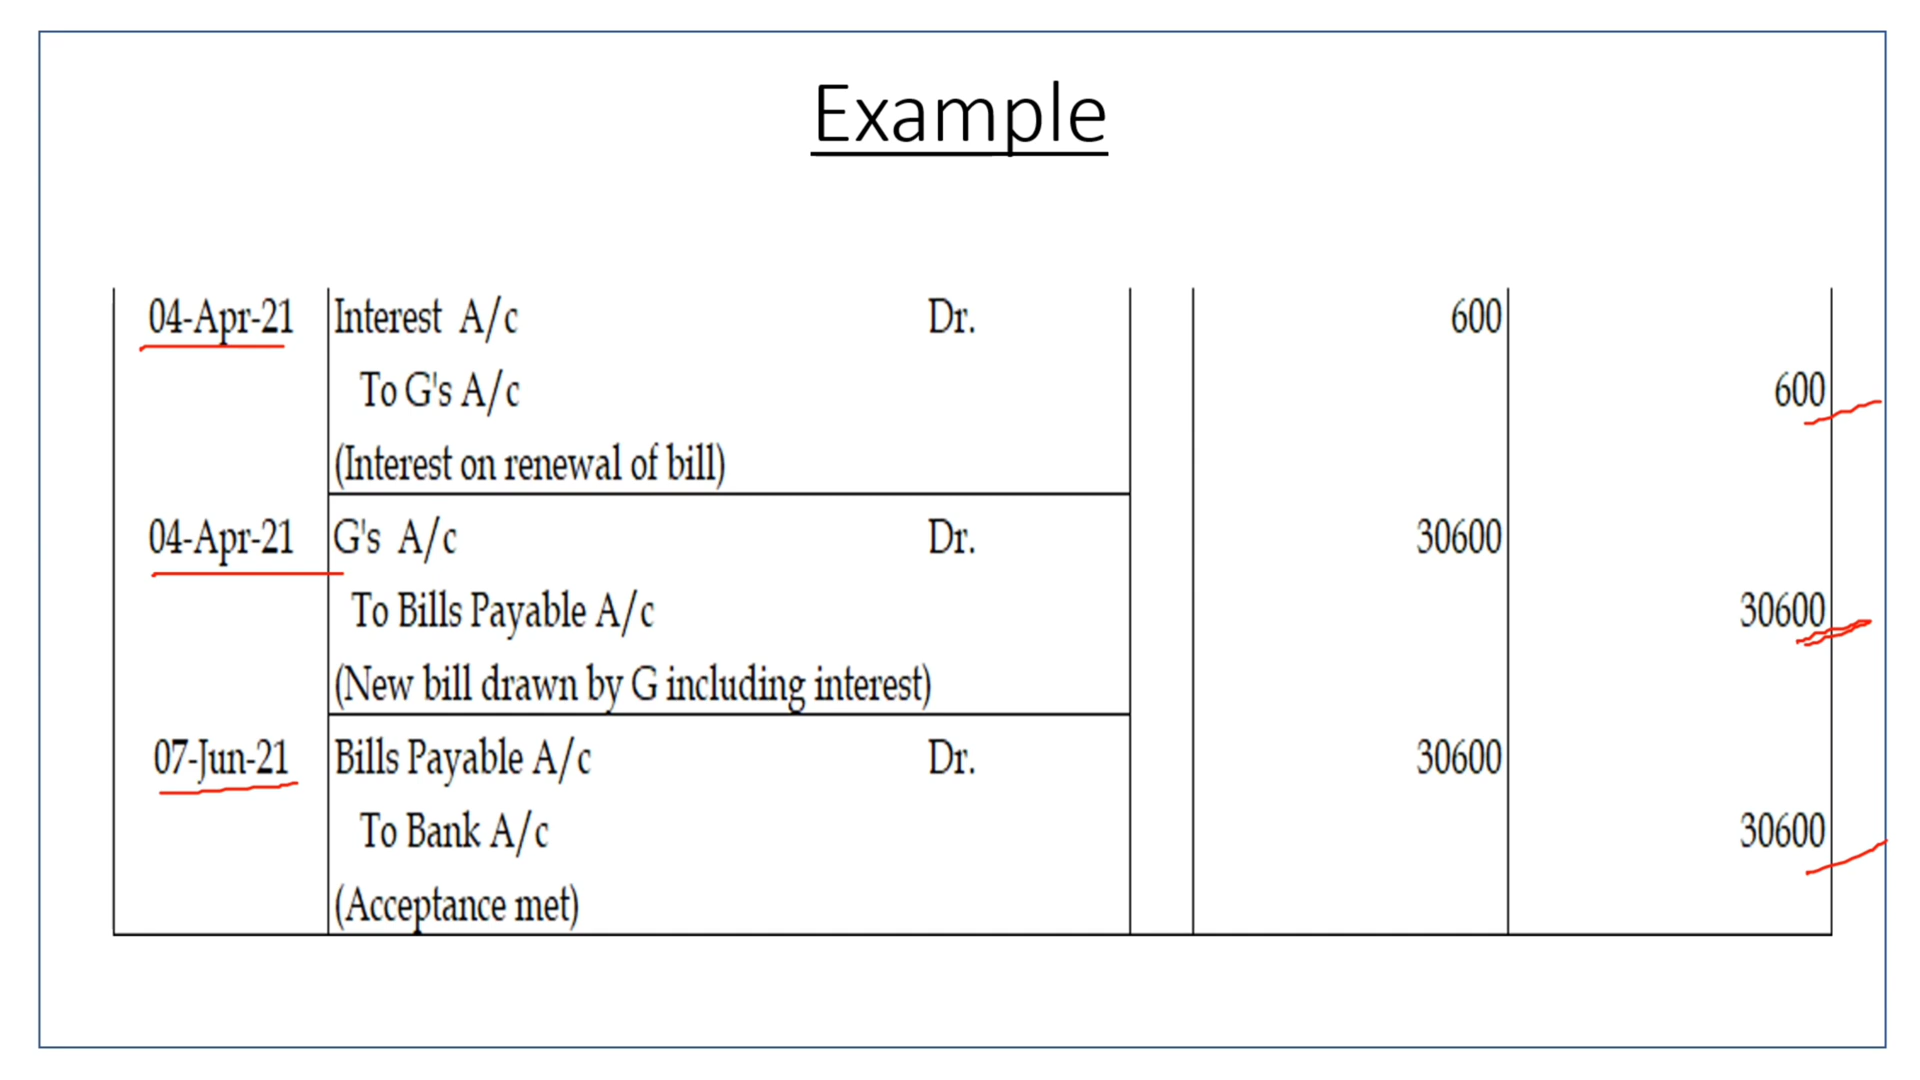 Example
04-Apr-21 Interest A/c Dr. 600
To G's A/c 600
(Interest on renewal of bill)
04-Apr-21 G's A/c Dr. 30600
To Bills Payable A/c 30600
(New bill drawn by G including interest)
07-Jun-21 Bills Payable A/c Dr. 30600
To Bank A/c 30600
(Acceptance met)